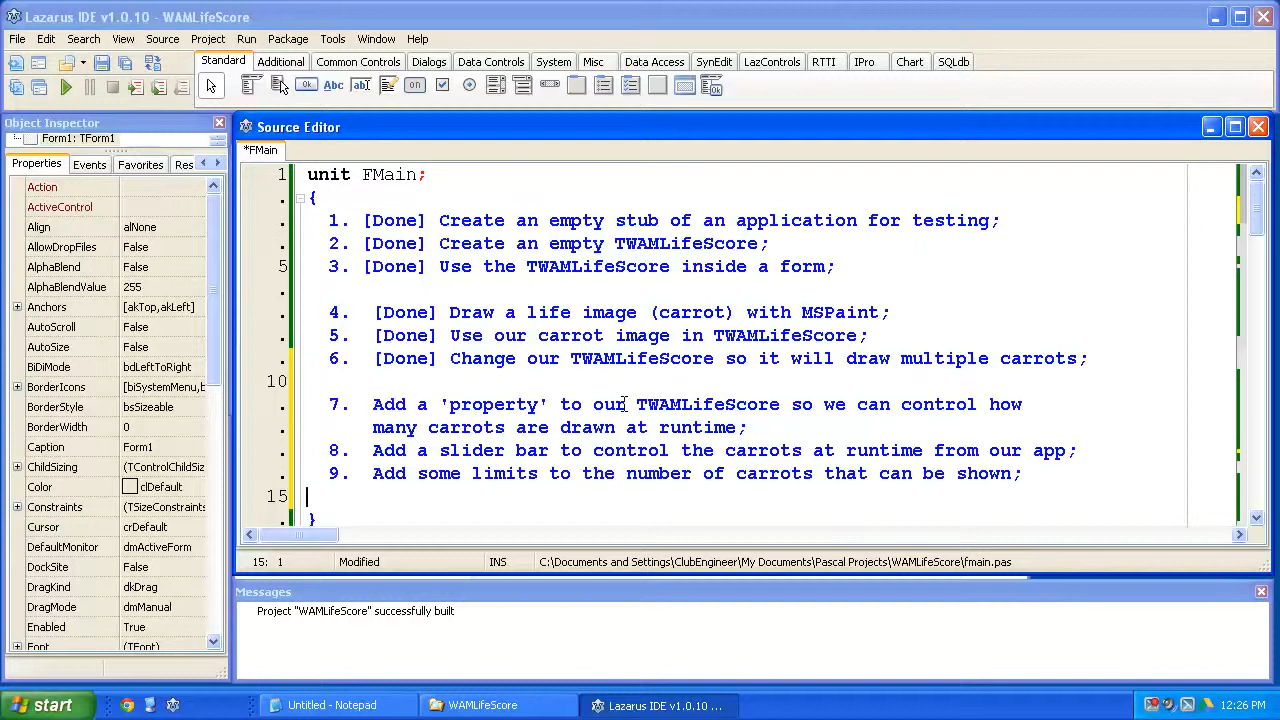 Lazarus IDE v1.0.10 - WAMLifeScore
File Edit Search View Source Project Run Package Tools Window Help
Standard Additional Common Controls Dialogs Data Controls System Misc Data Access SynEdit LazControls RTTI IPro Chart SQLdb
Ok Abc abI on Ok
Object Inspector
Form1: TForm1
Properties Events Favorites Res
Action
ActiveControl
Align alNone
AllowDropFiles False
AlphaBlend False
AlphaBlendValue 255
Anchors [akTop,akLeft]
AutoScroll False
AutoSize False
BiDiMode bdLeftToRight
BorderIcons [biSystemMenu,b
BorderStyle bsSizeable
BorderWidth 0
Caption Form1
ChildSizing (TControlChildSiz
Color clDefault
Constraints (TSizeConstraints
Cursor crDefault
DefaultMonitor dmActiveForm
DockSite False
DragKind dkDrag
DragMode dmManual
Enabled True
Font (TFont)
Source Editor
*FMain
1 unit FMain;
. {
. 1. [Done] Create an empty stub of an application for testing;
. 2. [Done] Create an empty TWAMLifeScore;
5 3. [Done] Use the TWAMLifeScore inside a form;
.
. 4. [Done] Draw a life image (carrot) with MSPaint;
. 5. [Done] Use our carrot image in TWAMLifeScore;
. 6. [Done] Change our TWAMLifeScore so it will draw multiple carrots;
10
. 7. Add a 'property' to our TWAMLifeScore so we can control how
. many carrots are drawn at runtime;
. 8. Add a slider bar to control the carrots at runtime from our app;
. 9. Add some limits to the number of carrots that can be shown;
15
. }
15: 1 Modified INS C:\Documents and Settings\ClubEngineer\My Documents\Pascal Projects\WAMLifeScore\fmain.pas
Messages
Project "WAMLifeScore" successfully built
start Untitled - Notepad WAMLifeScore Lazarus IDE v1.0.10 ... 12:26 PM